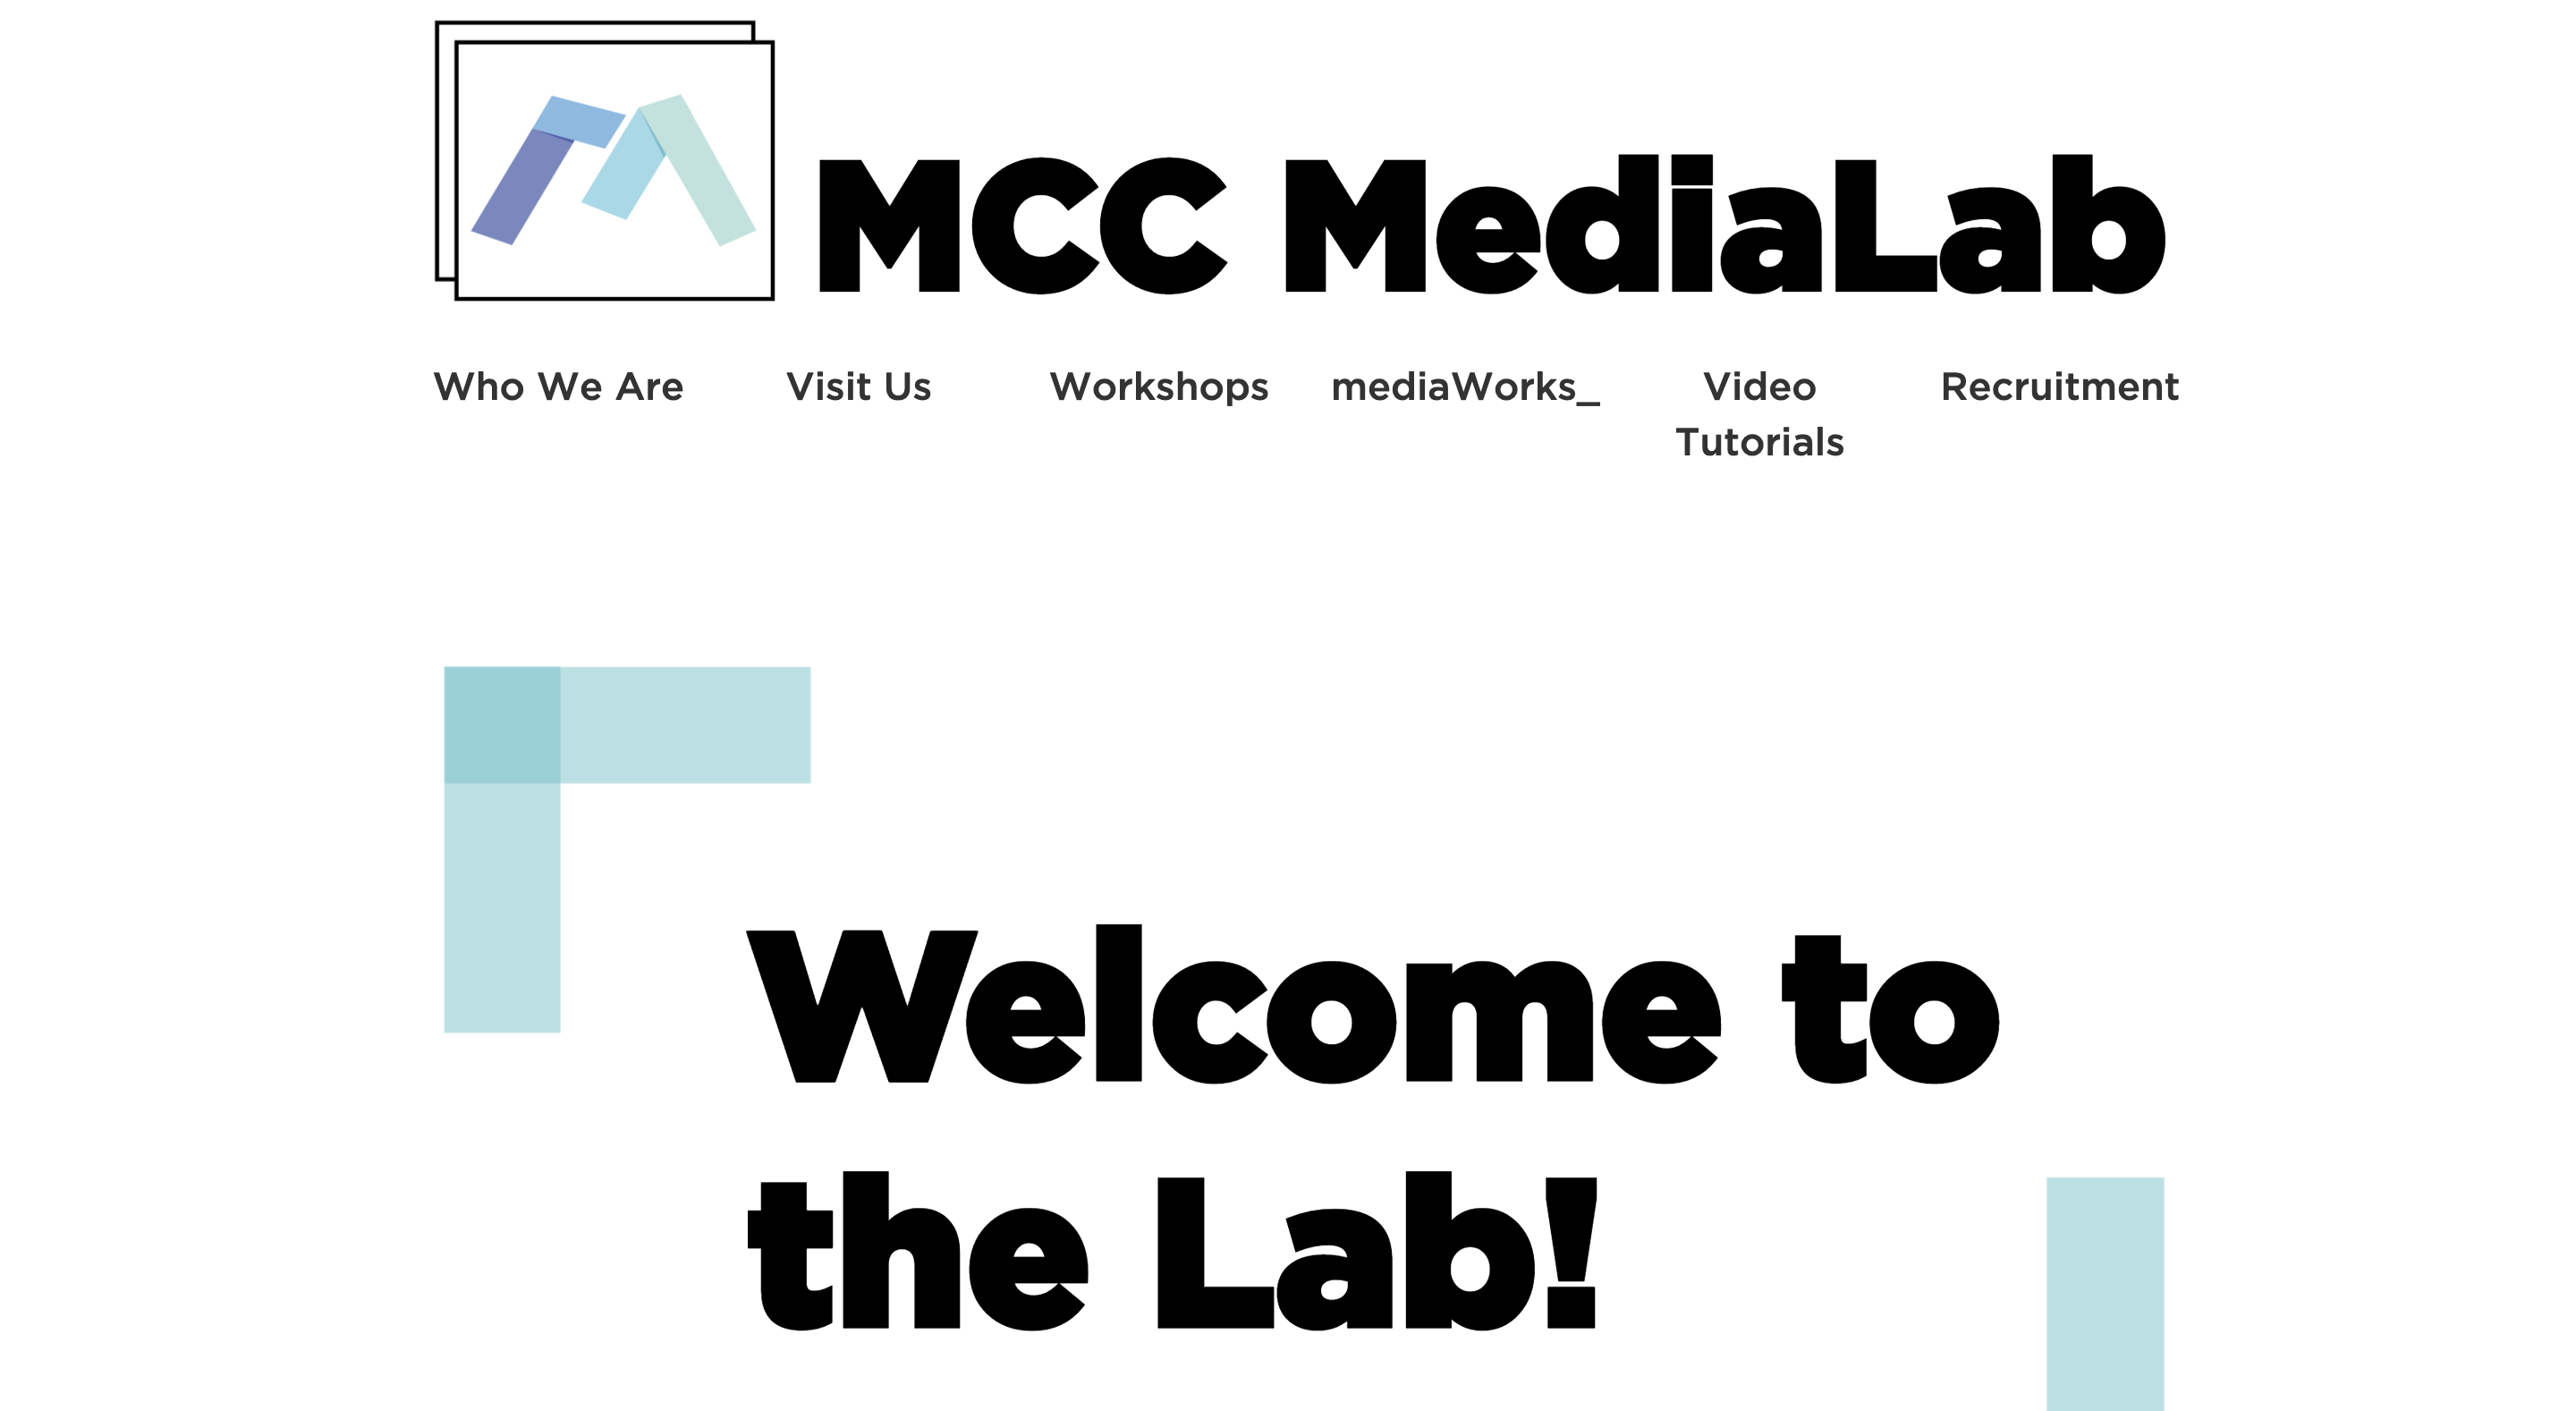 MCC MediaLab
Who We Are Visit Us Workshops mediaWorks_ Video Tutorials Recruitment
Welcome to
the Lab!